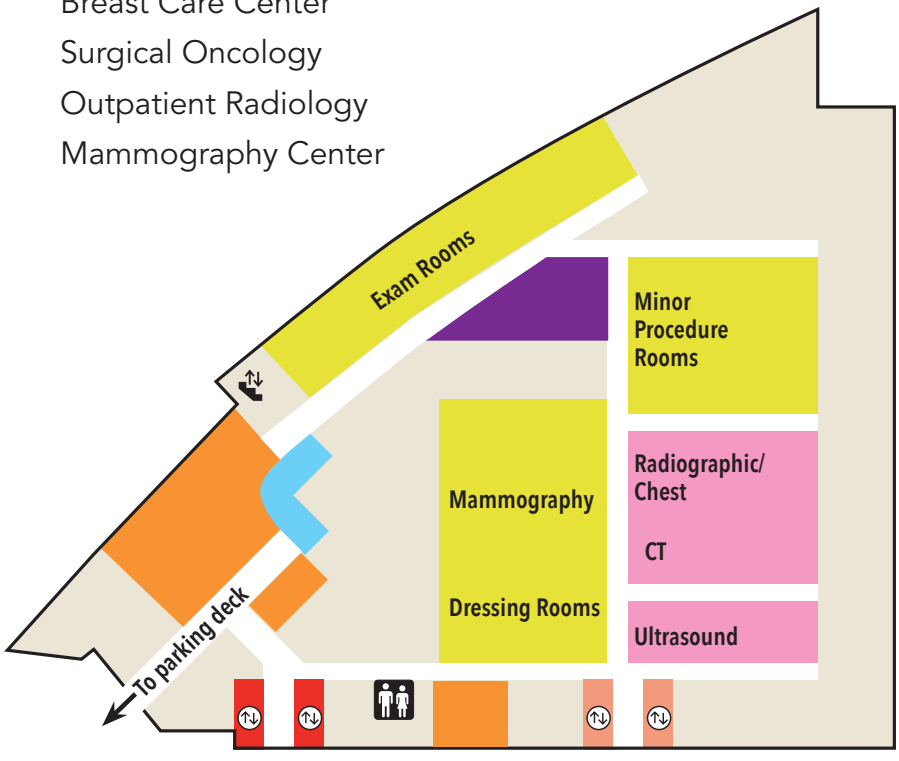 Breast Care Center
Surgical Oncology
Outpatient Radiology
Mammography Center
Exam Rooms
Minor
Procedure
Rooms
Radiographic/
Chest
CT
Mammography
Dressing Rooms
Ultrasound
To parking deck